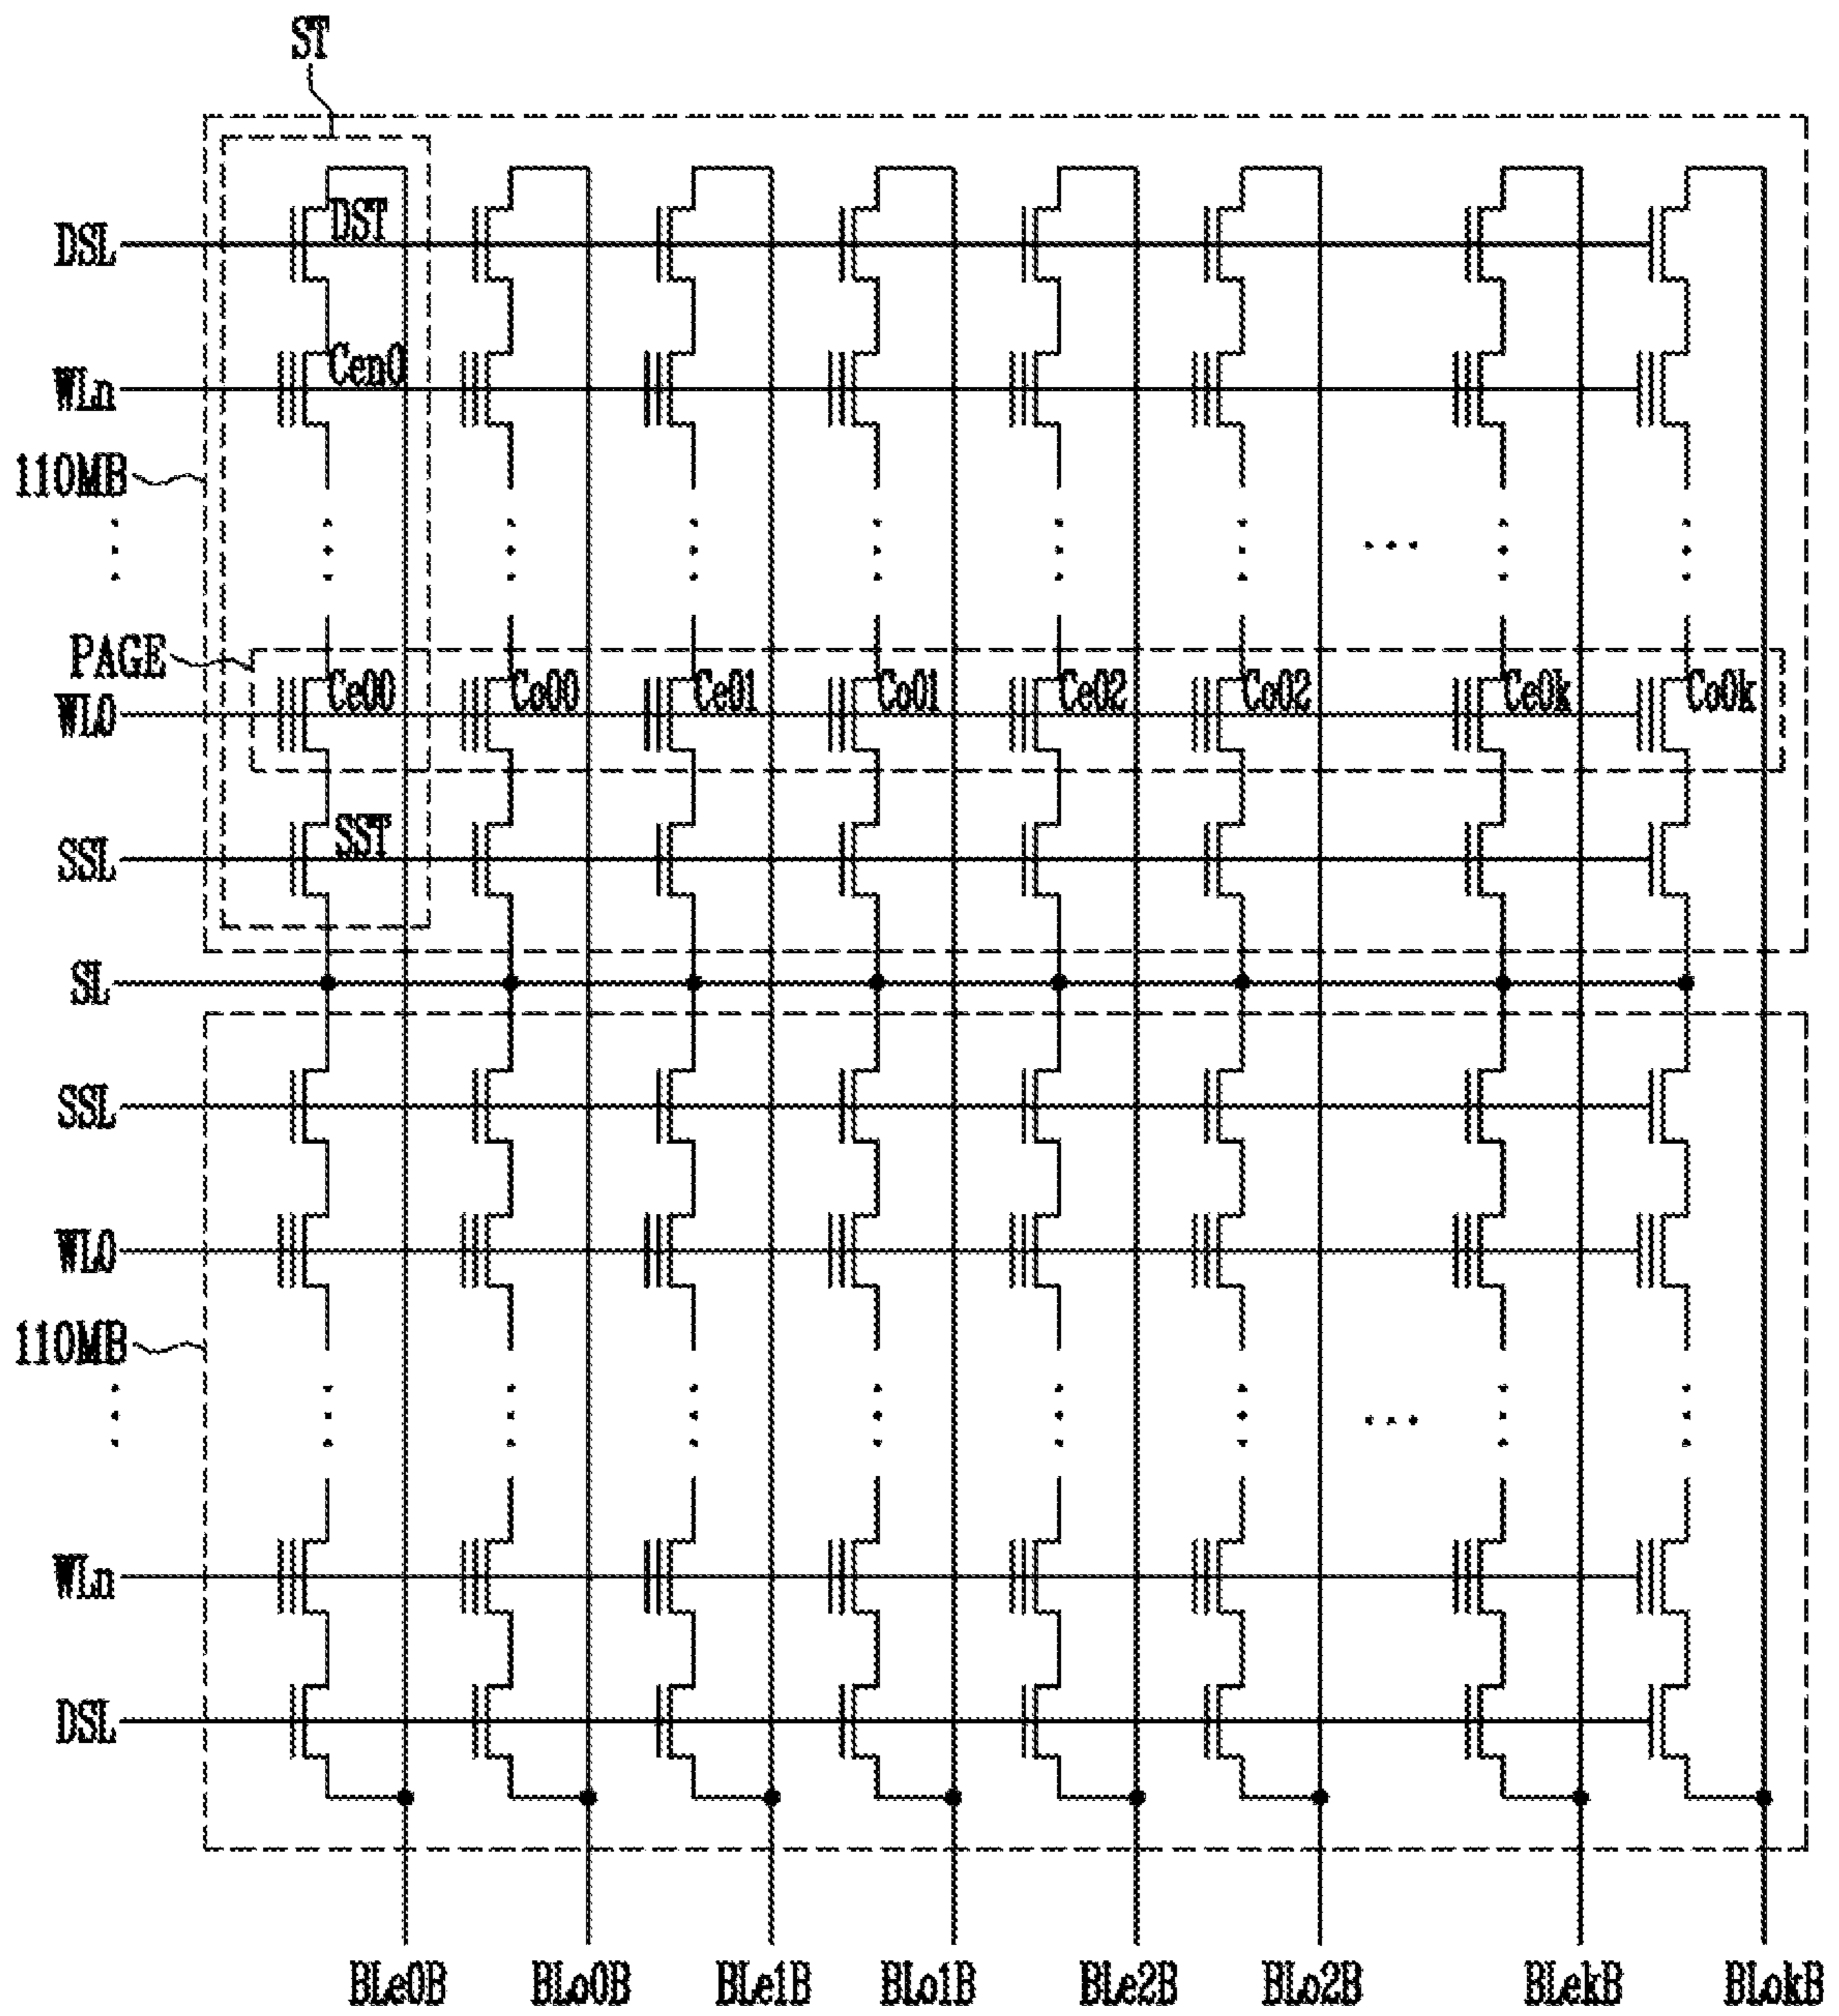 ST
DST
DSL
Cen0
WLn
110MB
PAGE
Ce00 Co00 Ce01 Co01 Ce02 Co02 Ce0k Co0k
WL0
SST
SSL
SL
SSL
WL0
110MB
WLn
DSL
BLe0B BLo0B BLe1B BLo1B BLe2B BLo2B BLekB BLokB